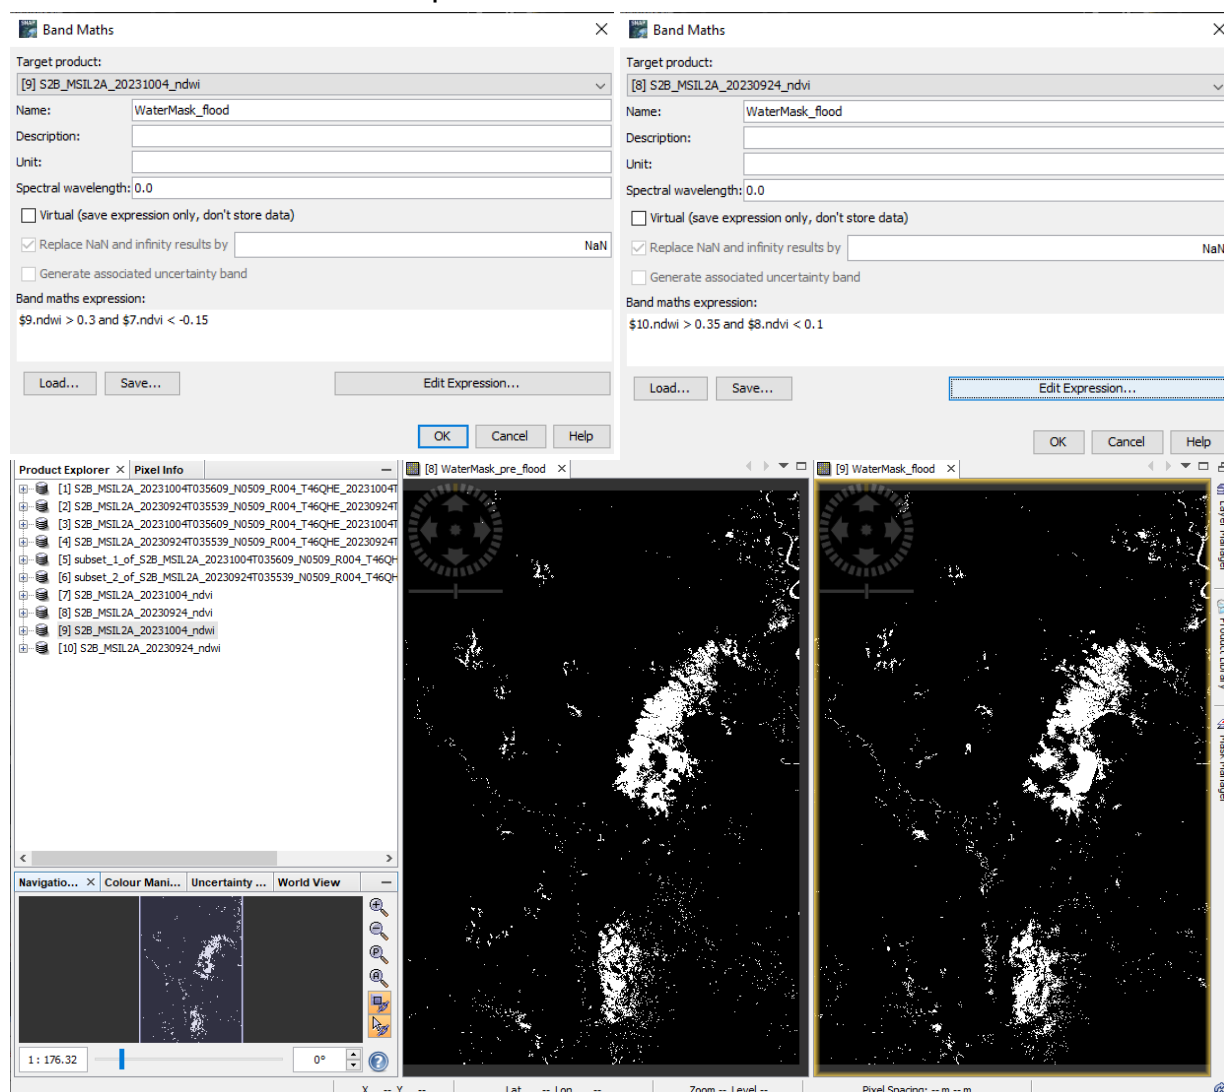 Band Maths
Target product:
[9] S2B_MSIL2A_20231004_ndwi
Name: WaterMask_flood
Description:
Unit:
Spectral wavelength: 0.0
Virtual (save expression only, don't store data)
Replace NaN and infinity results by NaN
Generate associated uncertainty band
Band maths expression:
$9.ndwi > 0.3 and $7.ndvi < -0.15
Load... Save... Edit Expression...
OK Cancel Help
Band Maths
Target product:
[8] S2B_MSIL2A_20230924_ndvi
Name: WaterMask_flood
Description:
Unit:
Spectral wavelength: 0.0
Virtual (save expression only, don't store data)
Replace NaN and infinity results by NaN
Generate associated uncertainty band
Band maths expression:
$10.ndwi > 0.35 and $8.ndvi < 0.1
Load... Save... Edit Expression...
OK Cancel Help
Product Explorer Pixel Info
[1] S2B_MSIL2A_20231004T035609_N0509_R004_T46QHE_20231004T
[2] S2B_MSIL2A_20230924T035539_N0509_R004_T46QHE_20230924T
[3] S2B_MSIL2A_20231004T035609_N0509_R004_T46QHE_20231004T
[4] S2B_MSIL2A_20230924T035539_N0509_R004_T46QHE_20230924T
[5] subset_1_of_S2B_MSIL2A_20231004T035609_N0509_R004_T46QH
[6] subset_2_of_S2B_MSIL2A_20230924T035539_N0509_R004_T46QH
[7] S2B_MSIL2A_20231004_ndvi
[8] S2B_MSIL2A_20230924_ndvi
[9] S2B_MSIL2A_20231004_ndwi
[10] S2B_MSIL2A_20230924_ndwi
Navigatio... Colour Mani... Uncertainty ... World View
1 : 176.32 0°
[8] WaterMask_pre_flood
[9] WaterMask_flood
Layer Manager
Product Library
Mask Manager
X -- Y -- Lat -- Lon -- Zoom -- Level -- Pixel Spacing: -- m -- m